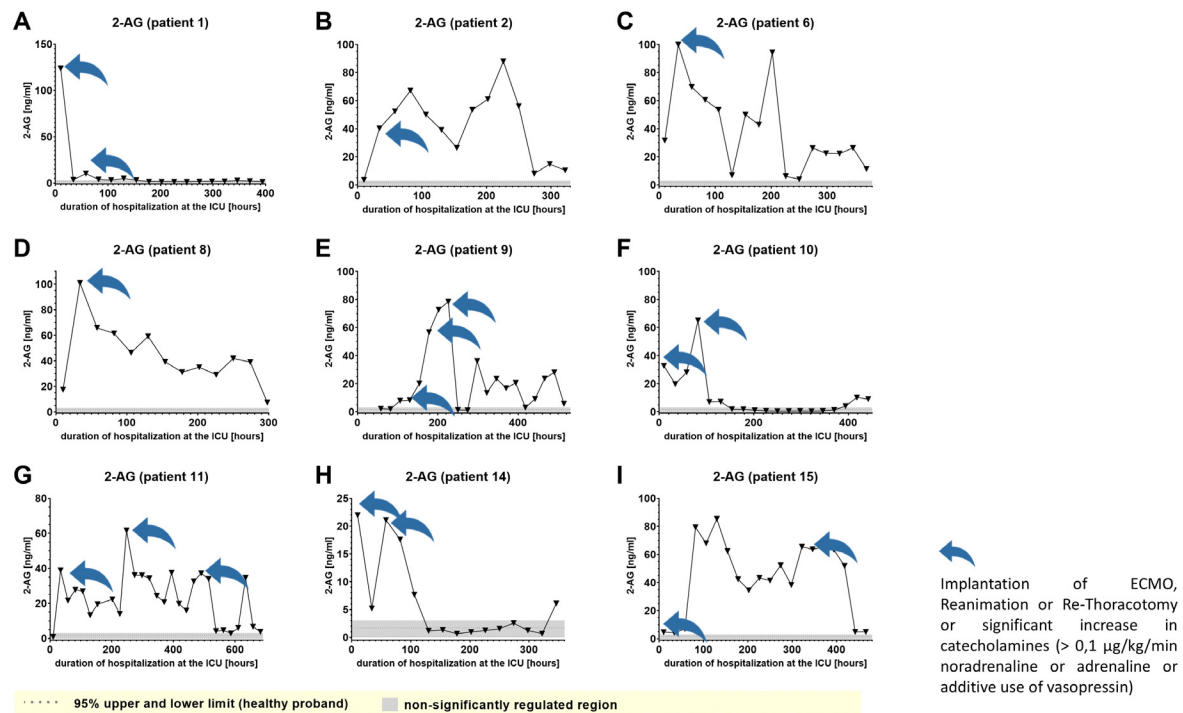 A
2-AG (patient 1)
2-AG [ng/ml]
150
100
50
0
0 100 200 300 400
duration of hospitalization at the ICU [hours]
B
2-AG (patient 2)
2-AG [ng/ml]
100
80
60
40
20
0
0 100 200 300
duration of hospitalization at the ICU [hours]
C
2-AG (patient 6)
2-AG [ng/ml]
100
80
60
40
20
0
0 100 200 300
duration of hospitalization at the ICU [hours]
D
2-AG (patient 8)
2-AG [ng/ml]
100
80
60
40
20
0
0 100 200 300
duration of hospitalization at the ICU [hours]
E
2-AG (patient 9)
2-AG [ng/ml]
100
80
60
40
20
0
0 200 400
duration of hospitalization at the ICU [hours]
F
2-AG (patient 10)
2-AG [ng/ml]
100
80
60
40
20
0
0 200 400
duration of hospitalization at the ICU [hours]
G
2-AG (patient 11)
2-AG [ng/ml]
80
60
40
20
0
0 200 400 600
duration of hospitalization at the ICU [hours]
H
2-AG (patient 14)
2-AG [ng/ml]
25
20
15
10
5
0
0 100 200 300
duration of hospitalization at the ICU [hours]
I
2-AG (patient 15)
2-AG [ng/ml]
100
80
60
40
20
0
0 100 200 300 400
duration of hospitalization at the ICU [hours]
Implantation of ECMO,
Reanimation or Re-Thoracotomy
or significant increase in
catecholamines (> 0,1 µg/kg/min
noradrenaline or adrenaline or
additive use of vasopressin)
95% upper and lower limit (healthy proband)
non-significantly regulated region